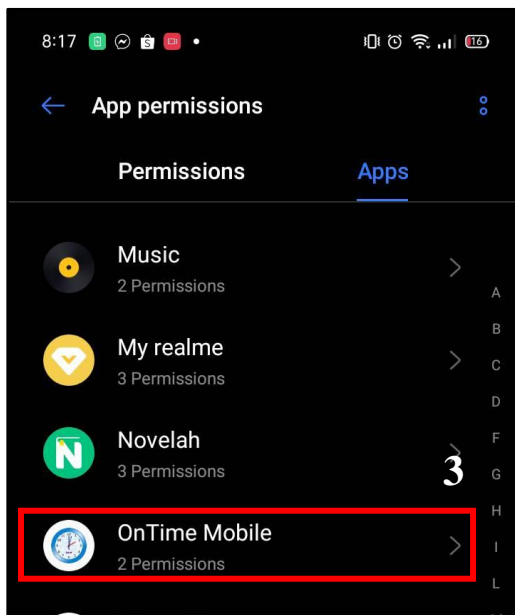 8:17 S 16
App permissions
Permissions Apps
Music
2 Permissions
A
B
My realme
3 Permissions
C
D
Novelah
3 Permissions
N
F
3
G
H
OnTime Mobile
2 Permissions
I
L